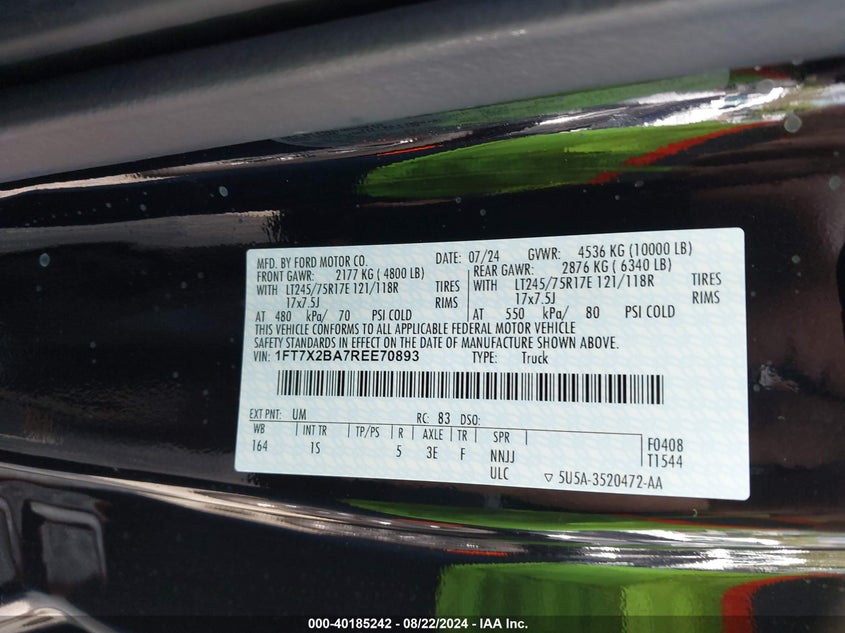 MFD. BY FORD MOTOR CO. DATE: 07/24 GVWR: 4536 KG (10000 LB)
FRONT GAWR: 2177 KG ( 4800 LB) REAR GAWR: 2876 KG ( 6340 LB)
WITH LT245/75R17E 121/118R TIRES WITH LT245/75R17E 121/118R TIRES
17x7.5J RIMS 17x7.5J RIMS
AT 480 kPa/ 70 PSI COLD AT 550 kPa/ 80 PSI COLD
THIS VEHICLE CONFORMS TO ALL APPLICABLE FEDERAL MOTOR VEHICLE
SAFETY STANDARDS IN EFFECT ON THE DATE OF MANUFACTURE SHOWN ABOVE.
VIN: 1FT7X2BA7REE70893 TYPE: Truck
EXT PNT: UM RC: 83 DSO:
WB INT TR TP/PS R AXLE TR SPR F0408
164 1S 5 3E F NNJJ T1544
ULC ▽ 5U5A-3520472-AA
000-40185242 - 08/22/2024 - IAA Inc.